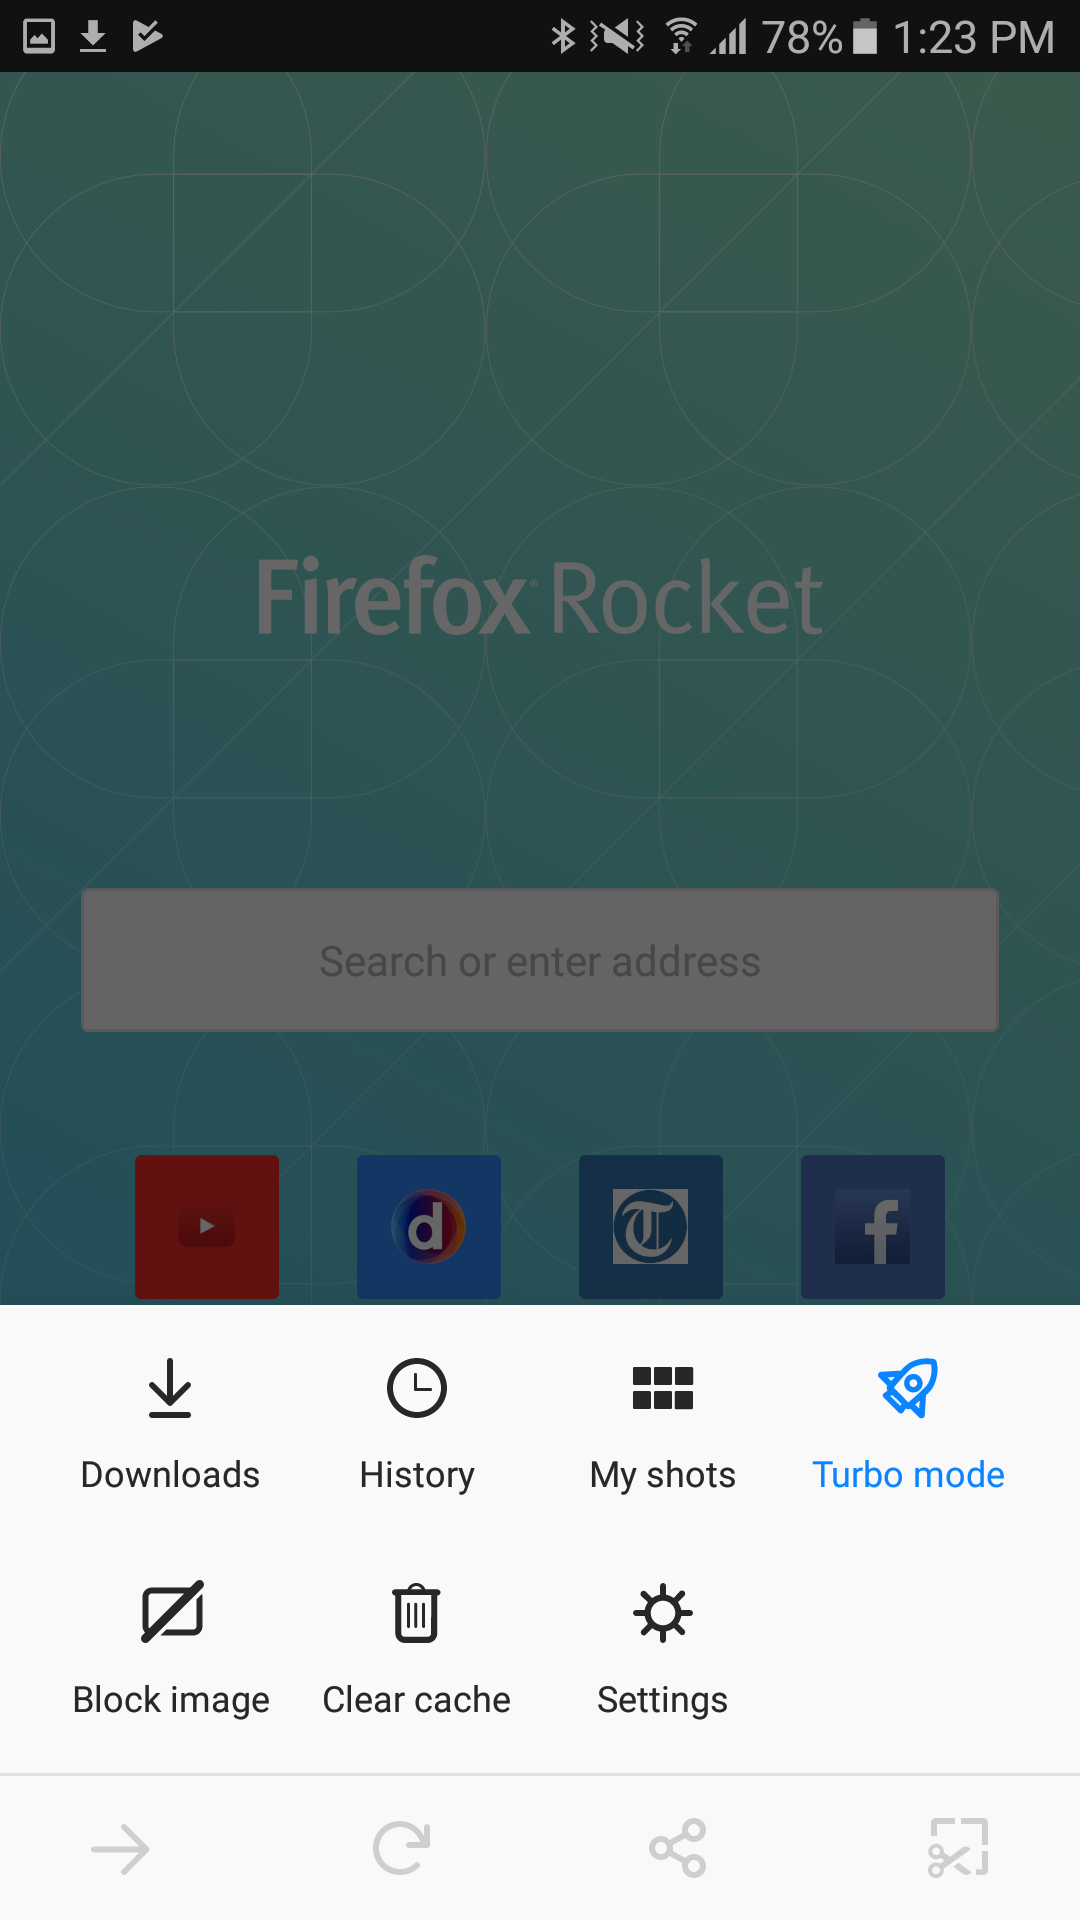 78% 1:23 PM
Firefox® Rocket
Search or enter address
d T f
Downloads History My shots Turbo mode
Block image Clear cache Settings